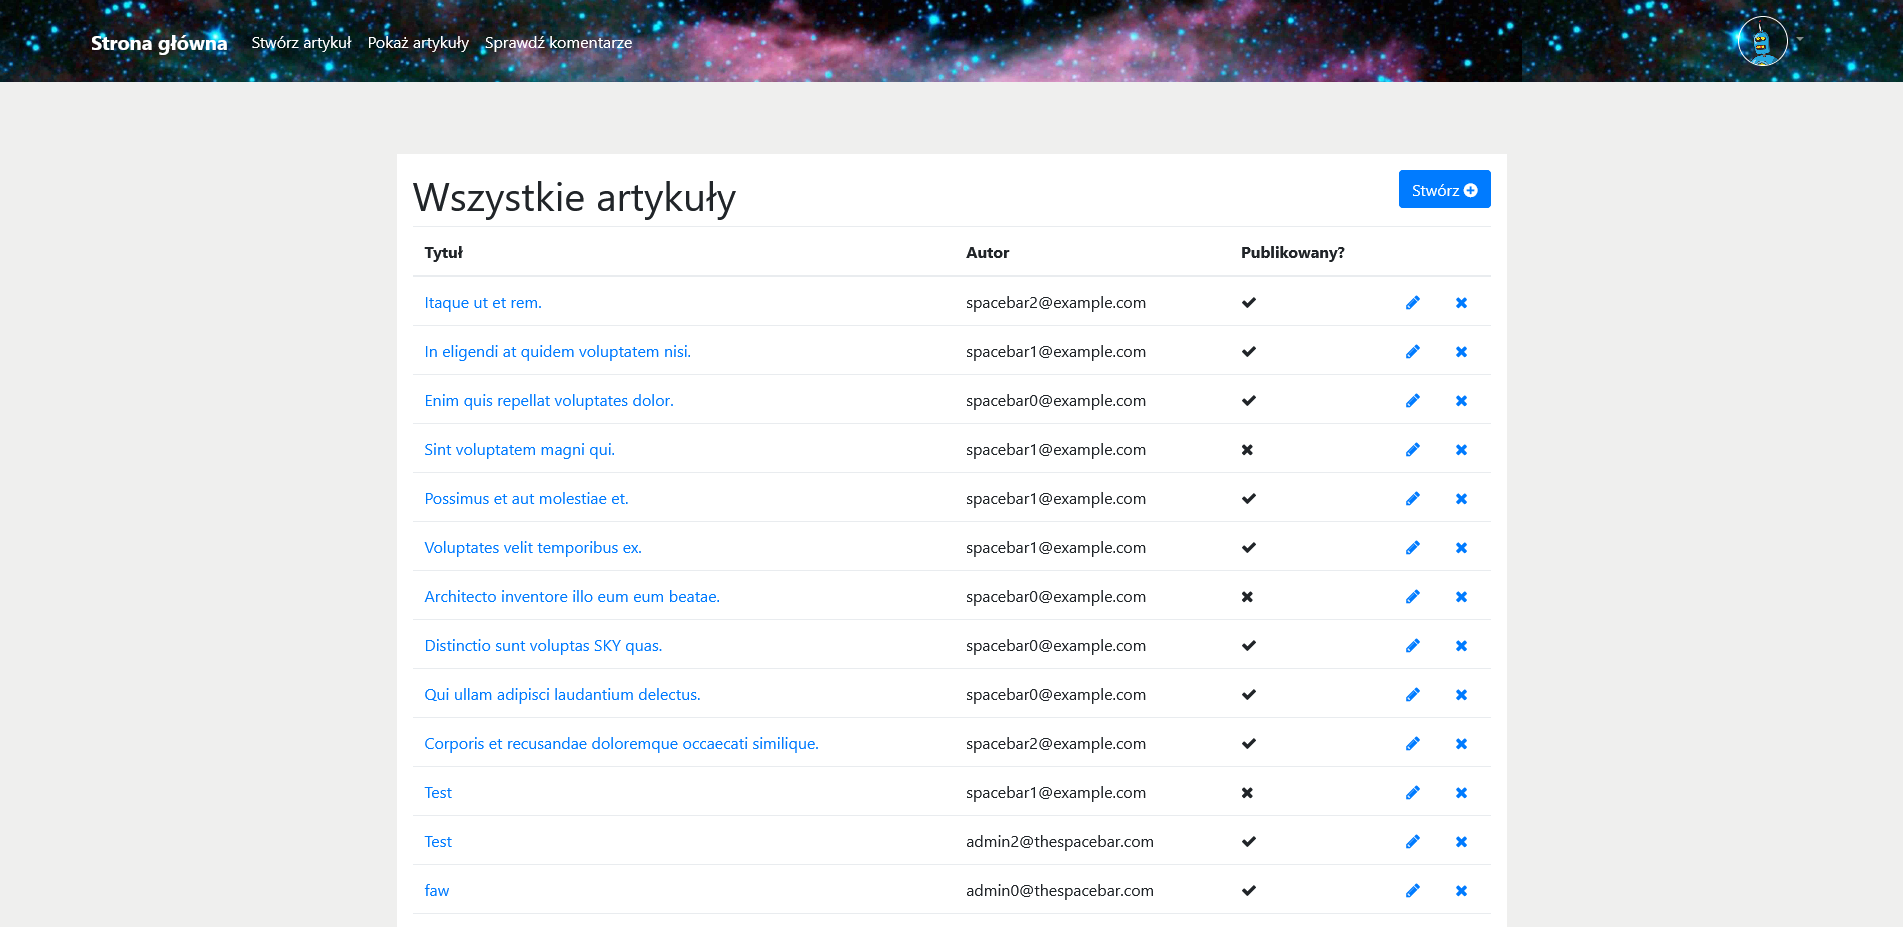 Strona główna Stwórz artykuł Pokaż artykuły Sprawdź komentarze
Wszystkie artykuły Stwórz
Tytuł Autor Publikowany?
Itaque ut et rem. spacebar2@example.com
In eligendi at quidem voluptatem nisi. spacebar1@example.com
Enim quis repellat voluptates dolor. spacebar0@example.com
Sint voluptatem magni qui. spacebar1@example.com
Possimus et aut molestiae et. spacebar1@example.com
Voluptates velit temporibus ex. spacebar1@example.com
Architecto inventore illo eum eum beatae. spacebar0@example.com
Distinctio sunt voluptas SKY quas. spacebar0@example.com
Qui ullam adipisci laudantium delectus. spacebar0@example.com
Corporis et recusandae doloremque occaecati similique. spacebar2@example.com
Test spacebar1@example.com
Test admin2@thespacebar.com
faw admin0@thespacebar.com